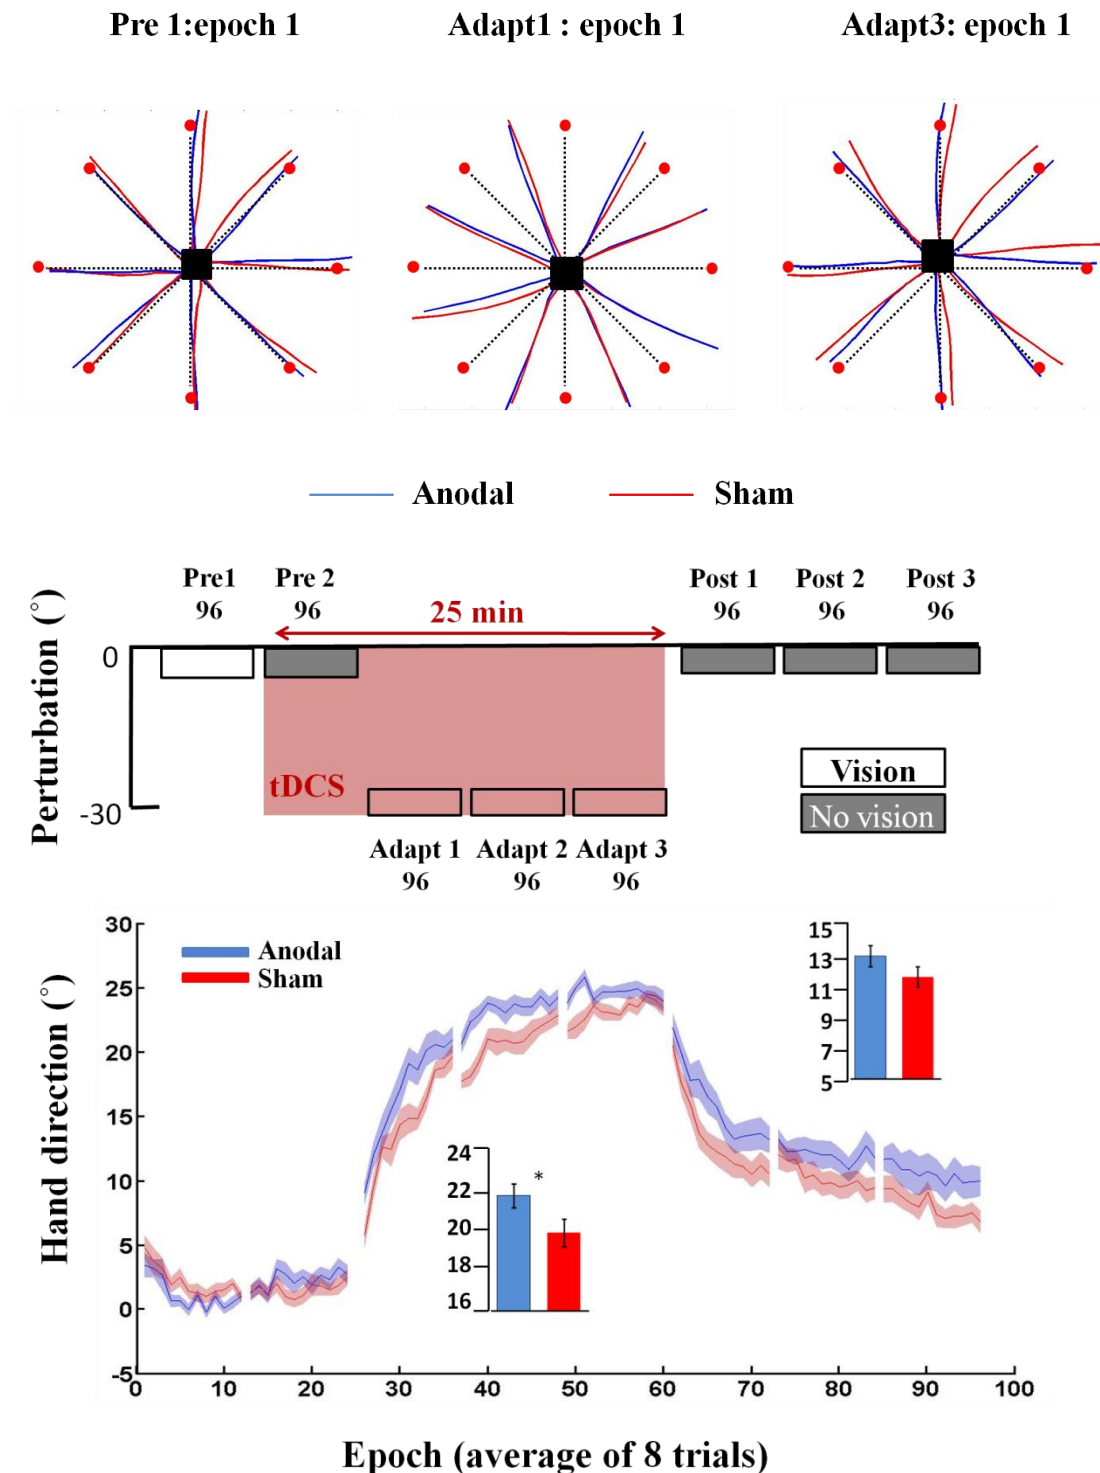 Pre 1:epoch 1 Adapt1 : epoch 1 Adapt3: epoch 1
Anodal Sham
Pre1 Pre 2 Post 1 Post 2 Post 3
96 96 96 96 96
25 min
Perturbation (°)
0
-30
tDCS
Vision
No vision
Adapt 1 Adapt 2 Adapt 3
96 96 96
Hand direction (°)
30
25
20
15
10
5
0
-5
Anodal
Sham
15
13
11
9
7
5
24
22
20
18
16
*
0 10 20 30 40 50 60 70 80 90 100
Epoch (average of 8 trials)